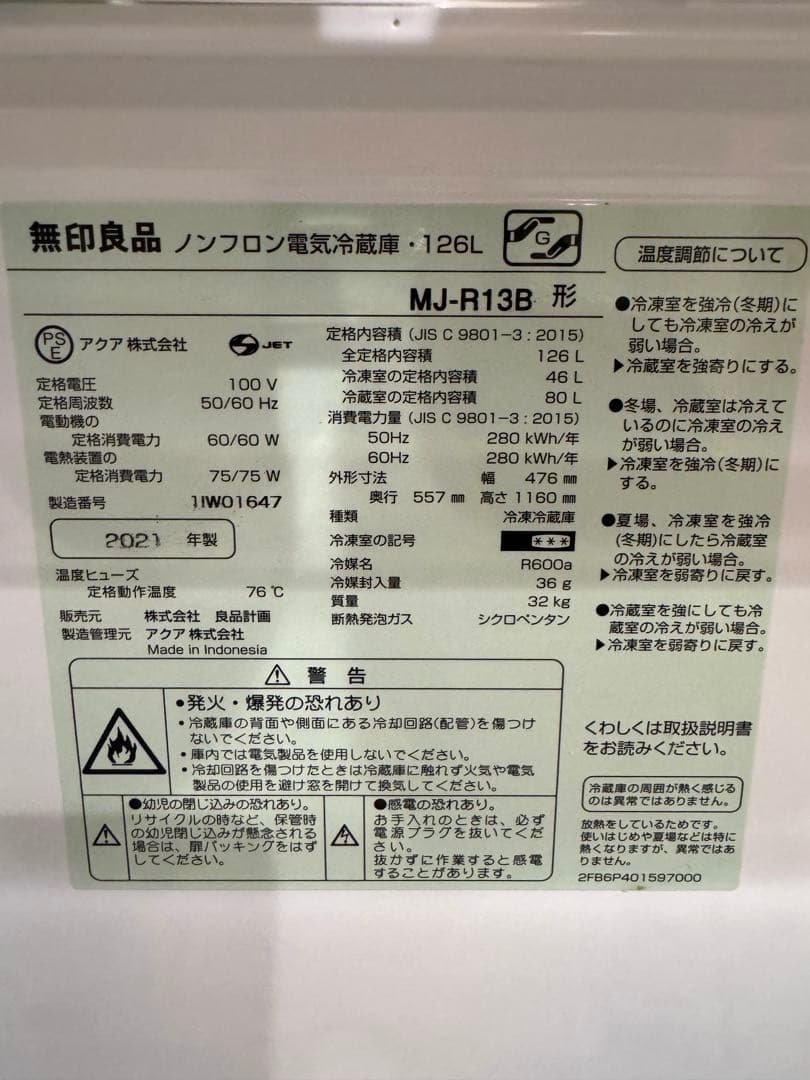 無印良品 ノンフロン電気冷蔵庫・126L G
MJ-R13B 形
PSE アクア株式会社 JET
定格電圧 100 V
定格周波数 50/60 Hz
電動機の
定格消費電力 60/60 W
電熱装置の
定格消費電力 75/75 W
製造番号 1IW01647
2021 年製
温度ヒューズ
定格動作温度 76℃
販売元 株式会社 良品計画
製造管理元 アクア株式会社
Made in Indonesia
定格内容積 (JIS C 9801-3:2015)
全定格内容積 126 L
冷凍室の定格内容積 46 L
冷蔵室の定格内容積 80 L
消費電力量 (JIS C 9801-3:2015)
50Hz 280 kWh/年
60Hz 280 kWh/年
外形寸法 幅 476 mm
奥行 557 mm 高さ 1160 mm
種類 冷凍冷蔵庫
冷凍室の記号 ***
冷媒名 R600a
冷媒封入量 36 g
質量 32 kg
断熱発泡ガス シクロペンタン
警告
●発火・爆発の恐れあり
・冷蔵庫の背面や側面にある冷却回路(配管)を傷つけ
ないでください。
・庫内では電気製品を使用しないでください。
・冷却回路を傷つけたときは冷蔵庫に触れず火気や電気
製品の使用を避け窓を開けて換気してください。
●幼児の閉じ込みの恐れあり。
リサイクルの時など、保管時
の幼児閉じ込みが懸念される
場合は、扉パッキングをはず
してください。
●感電の恐れあり。
お手入れのときは、必ず
電源プラグを抜いてくだ
さい。
抜かずに作業すると感電
することがあります。
温度調節について
●冷凍室を強冷(冬期)に
しても冷凍室の冷えが
弱い場合。
▶冷蔵室を強寄りにする。
●冬場、冷蔵室は冷えて
いるのに冷凍室の冷え
が弱い場合。
▶冷凍室を強冷(冬期)に
する。
●夏場、冷凍室を強冷
(冬期)にしたら冷蔵室
の冷えが弱い場合。
▶冷凍室を弱寄りに戻す。
●冷蔵室を強にしても冷
蔵室の冷えが弱い場合。
▶冷凍室を弱寄りに戻す。
くわしくは取扱説明書
をお読みください。
冷蔵庫の周囲が熱く感じる
のは異常ではありません。
放熱をしているためです。
使いはじめや夏場などは特に
熱くなりますが、異常ではあ
りません。
2FB6P401597000